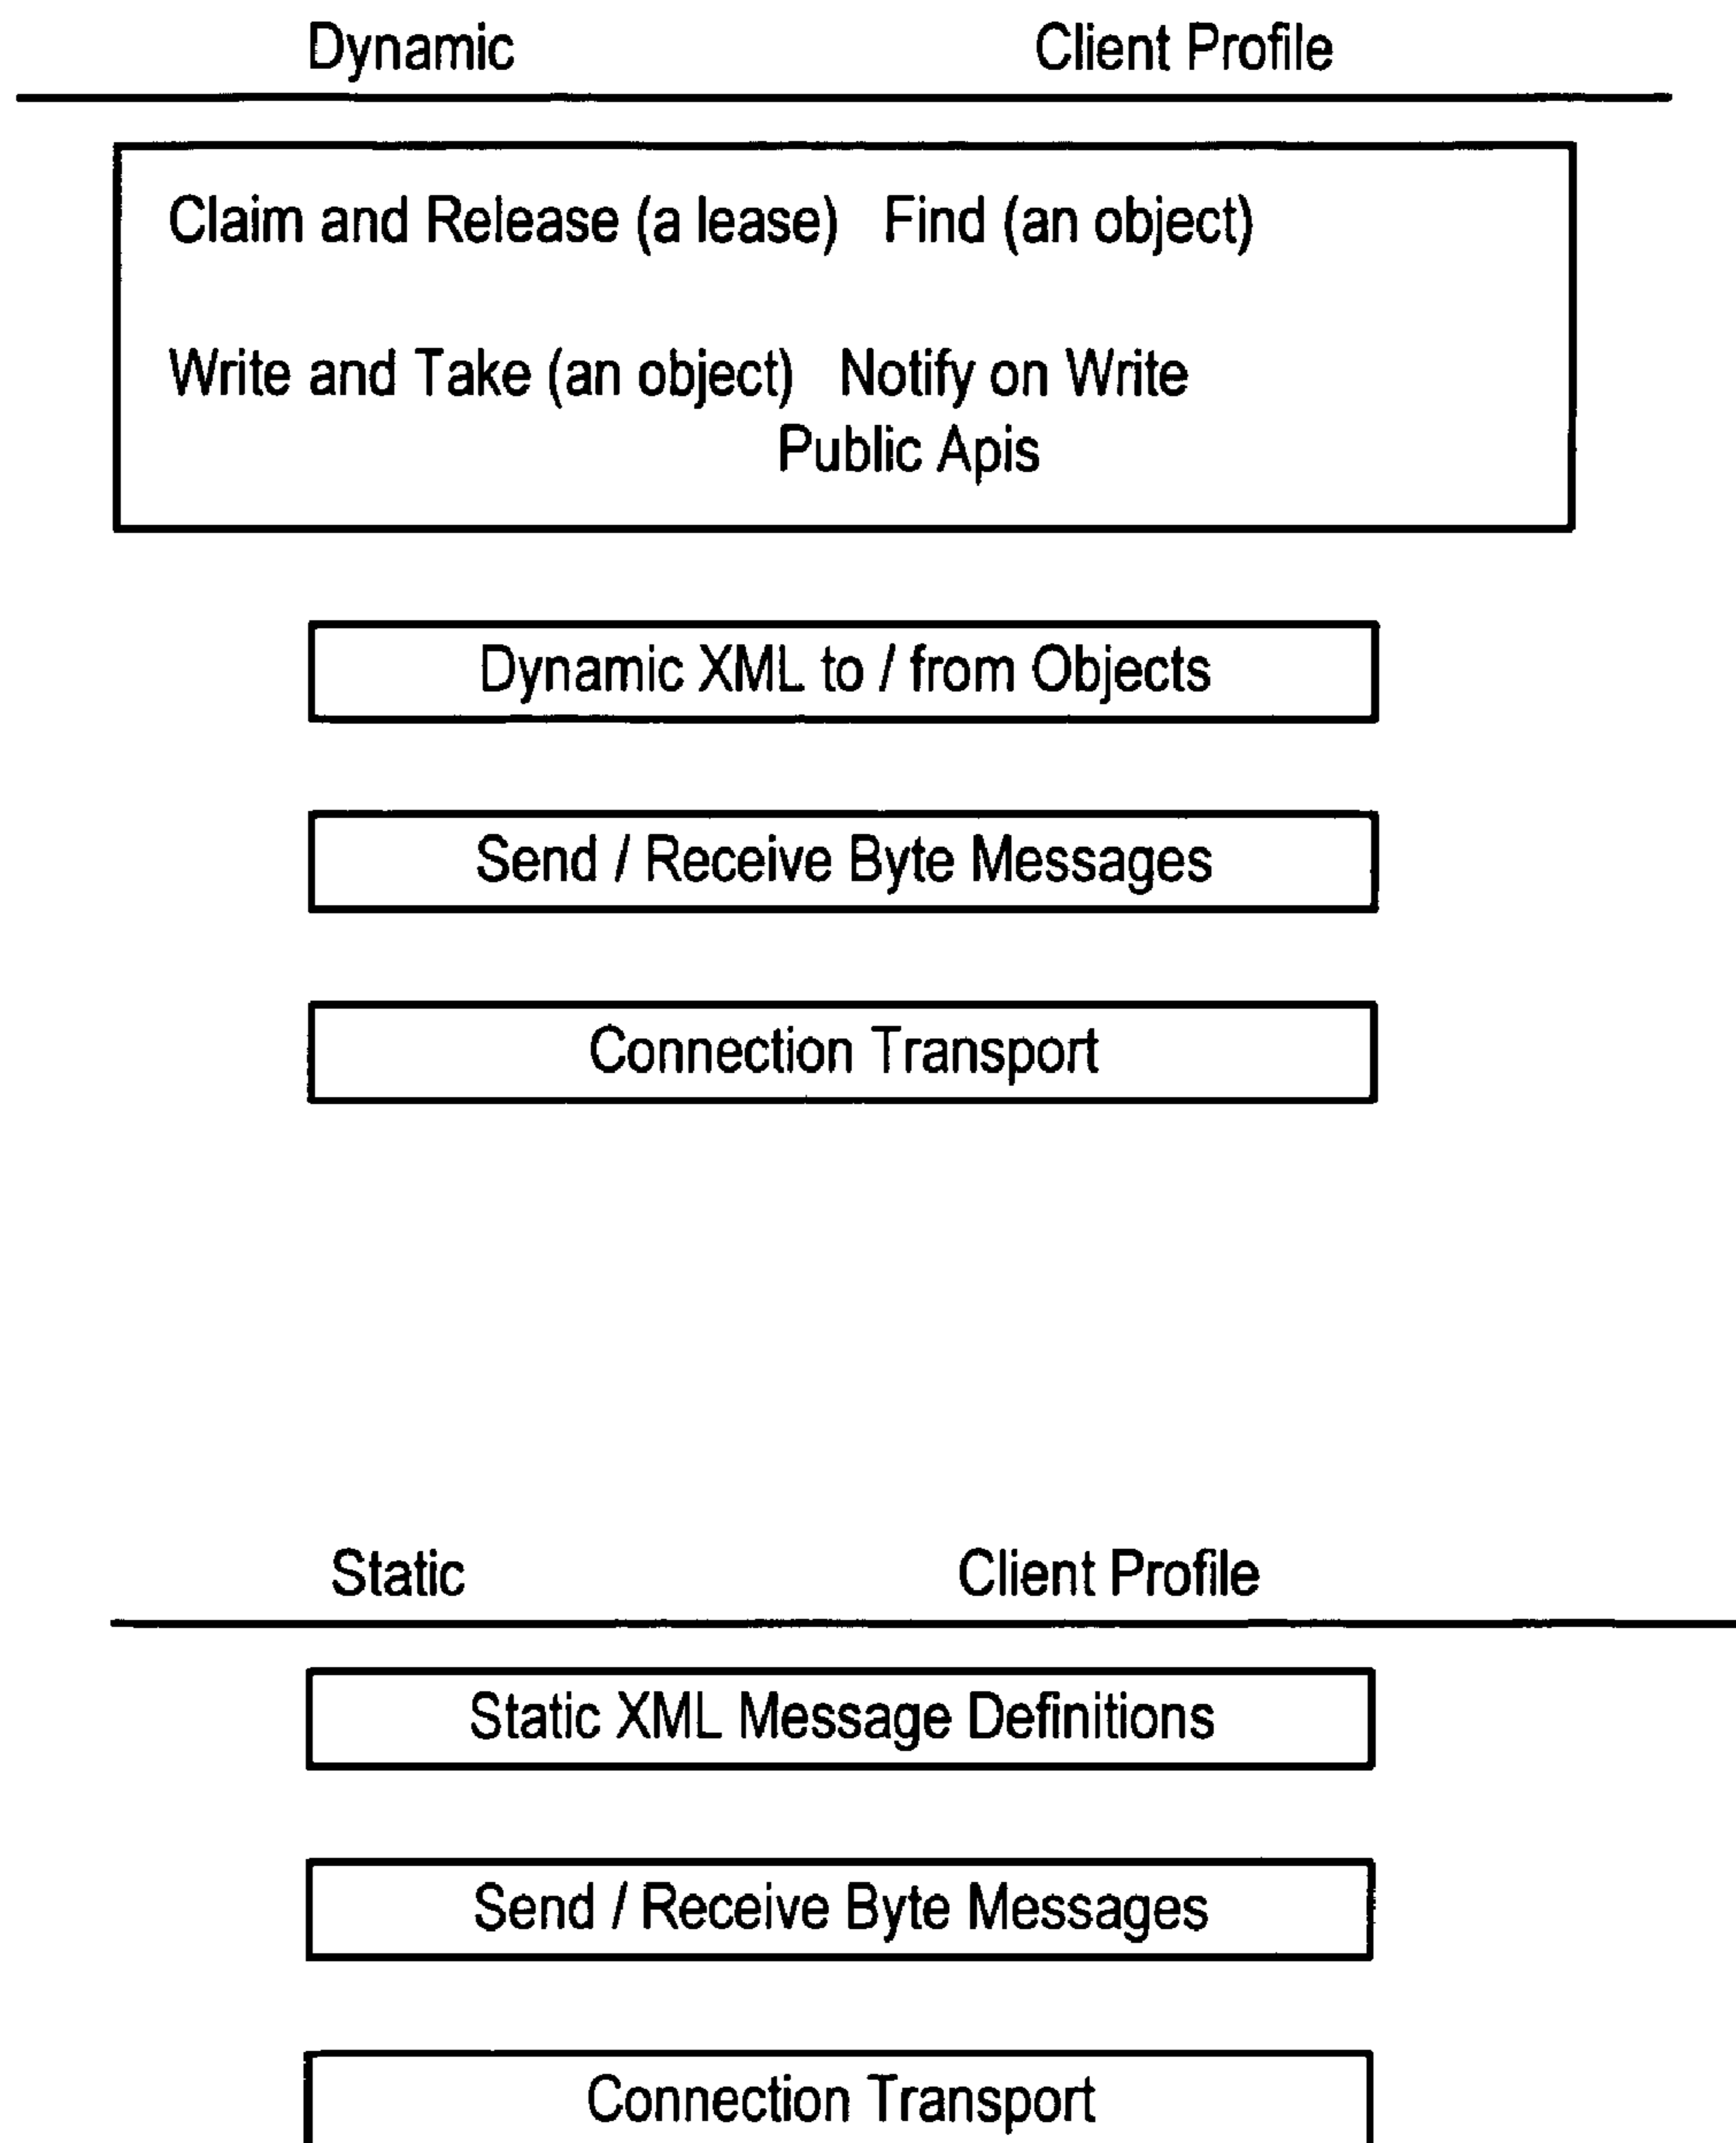 Dynamic Client Profile
Claim and Release (a lease) Find (an object)
Write and Take (an object) Notify on Write
Public Apis
Dynamic XML to / from Objects
Send / Receive Byte Messages
Connection Transport
Static Client Profile
Static XML Message Definitions
Send / Receive Byte Messages
Connection Transport